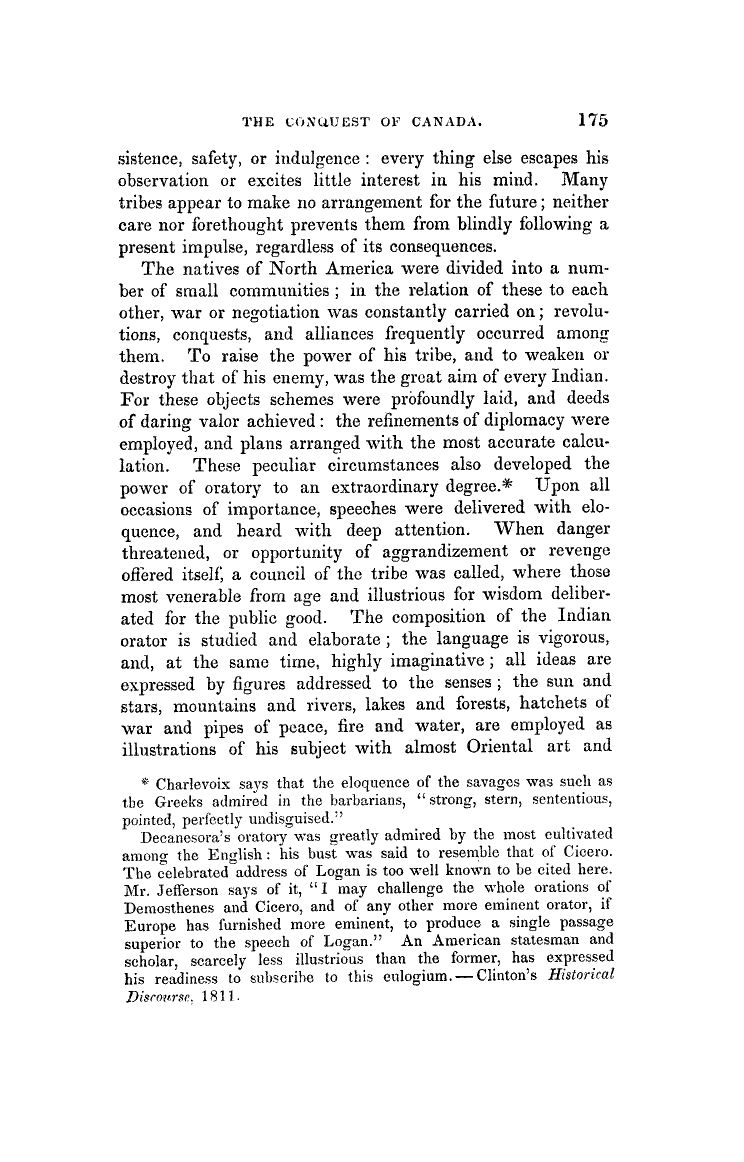 THE CONQUEST OF CANADA. 175
sistence, safety, or indulgence : every thing else escapes his
observation or excites little interest in his mind. Many
tribes appear to make no arrangement for the future ; neither
care nor forethought prevents them from blindly following a
present impulse, regardless of its consequences.
The natives of North America were divided into a num-
ber of small communities ; in the relation of these to each
other, war or negotiation was constantly carried on ; revolu-
tions, conquests, and alliances frequently occurred among
them. To raise the power of his tribe, and to weaken or
destroy that of his enemy, was the great aim of every Indian.
For these objects schemes were profoundly laid, and deeds
of daring valor achieved : the refinements of diplomacy were
employed, and plans arranged with the most accurate calcu-
lation. These peculiar circumstances also developed the
power of oratory to an extraordinary degree.* Upon all
occasions of importance, speeches were delivered with elo-
quence, and heard with deep attention. When danger
threatened, or opportunity of aggrandizement or revenge
offered itself, a council of the tribe was called, where those
most venerable from age and illustrious for wisdom deliber-
ated for the public good. The composition of the Indian
orator is studied and elaborate ; the language is vigorous,
and, at the same time, highly imaginative ; all ideas are
expressed by figures addressed to the senses ; the sun and
stars, mountains and rivers, lakes and forests, hatchets of
war and pipes of peace, fire and water, are employed as
illustrations of his subject with almost Oriental art and
* Charlevoix says that the eloquence of the savages was such as
the Greeks admired in the barbarians, “strong, stern, sententious,
pointed, perfectly undisguised.”
Decanesora's oratory was greatly admired by the most cultivated
among the English : his bust was said to resemble that of Cicero.
The celebrated address of Logan is too well known to be cited here.
Mr. Jefferson says of it, “I may challenge the whole orations of
Demosthenes and Cicero, and of any other more eminent orator, if
Europe has furnished more eminent, to produce a single passage
superior to the speech of Logan.” An American statesman and
scholar, scarcely less illustrious than the former, has expressed
his readiness to subscribe to this eulogium.—Clinton's Historical
Discourse, 1811.